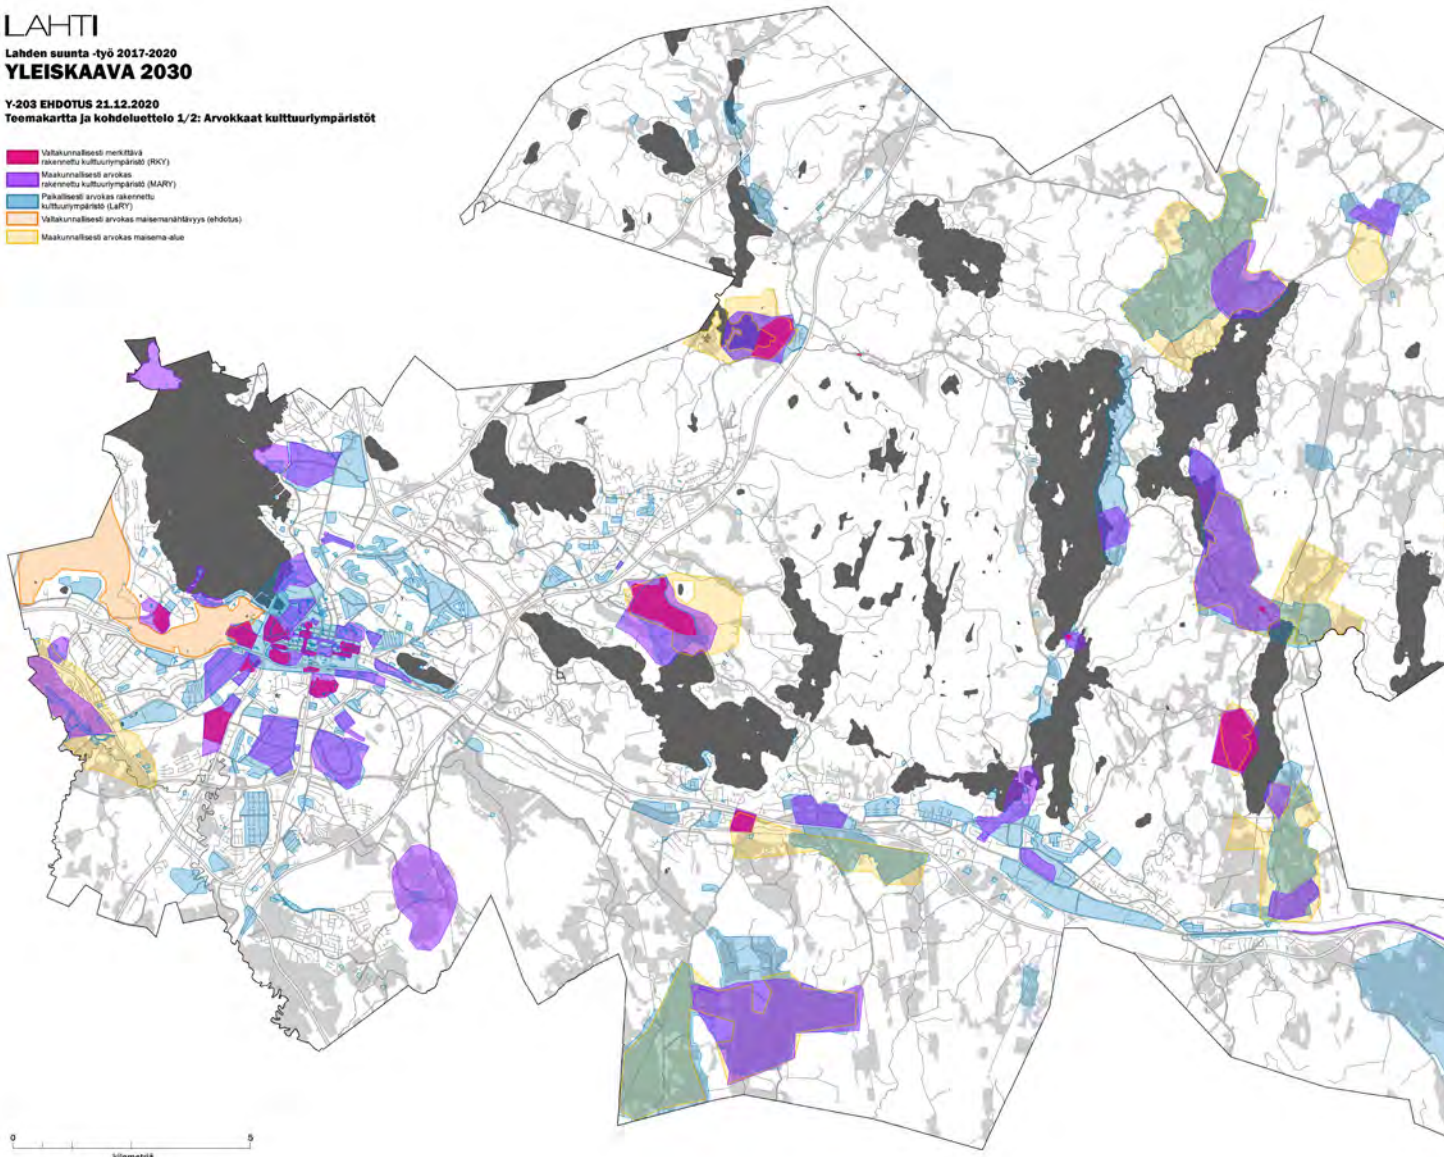 LAHTI
Lahden suunta -työ 2017-2020
YLEISKAAVA 2030
Y-203 EHDOTUS 21.12.2020
Teemakartta ja kohdeluettelo 1/2: Arvokkaat kulttuuriympäristöt
Valtakunnallisesti merkittävä
rakennettu kulttuuriympäristö (RKY)
Maakunnallisesti arvokas
rakennettu kulttuuriympäristö (MARY)
Paikallisesti arvokas rakennettu
kulttuuriympäristö (LaRY)
Valtakunnallisesti arvokas maisemanähtävyys (ehdotus)
Maakunnallisesti arvokas maisema-alue
0 5
kilometriä